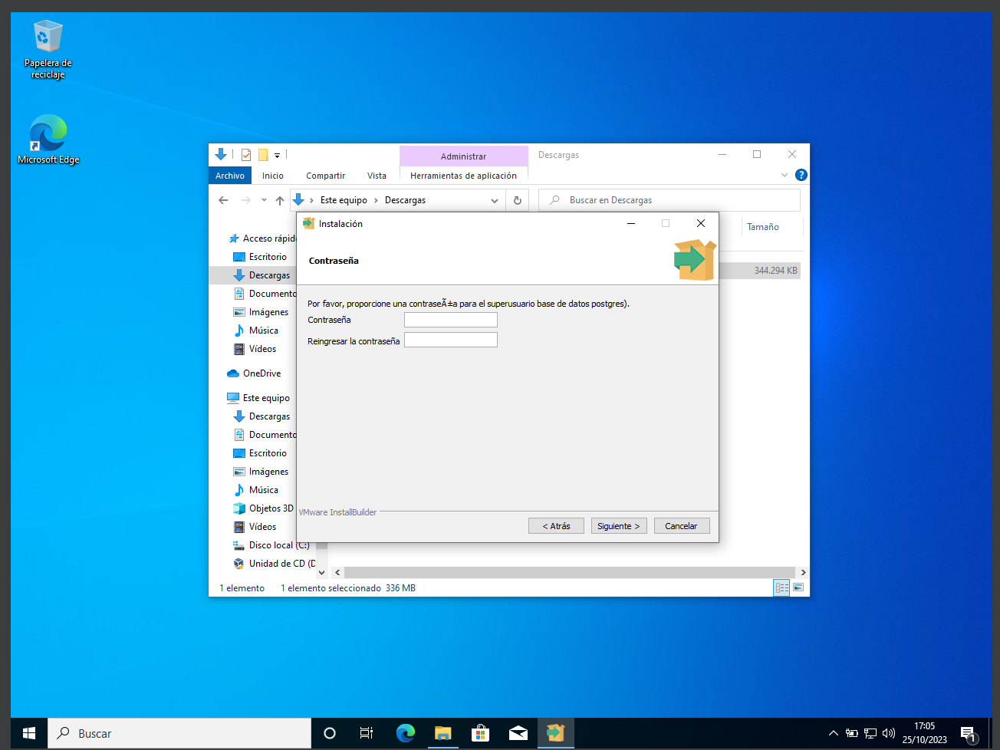 Papelera de
reciclaje
Microsoft Edge
Administrar
Descargas
Archivo
Inicio
Compartir
Vista
Herramientas de aplicación
?
Este equipo
Descargas
Buscar en Descargas
Tamaño
344.294 KB
Acceso rápid
Escritorio
Descargas
Documento
Imágenes
Música
Vídeos
OneDrive
Este equipo
Descargas
Documento
Escritorio
Imágenes
Música
Objetos 3D
Vídeos
Disco local (C:)
Unidad de CD (D
1 elemento
1 elemento seleccionado 336 MB
Instalación
Contraseña
Por favor, proporcione una contraseÃ±a para el superusuario base de datos postgres).
Contraseña
Reingresar la contraseña
VMware InstallBuilder
< Atrás
Siguiente >
Cancelar
Buscar
17:05
25/10/2023
1